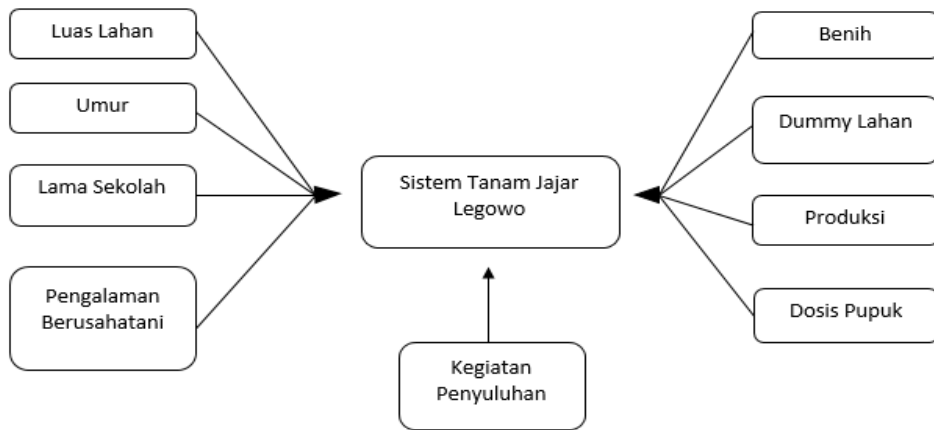 Luas Lahan
Umur
Lama Sekolah
Pengalaman
Berusahatani
Sistem Tanam Jajar
Legowo
Kegiatan
Penyuluhan
Benih
Dummy Lahan
Produksi
Dosis Pupuk